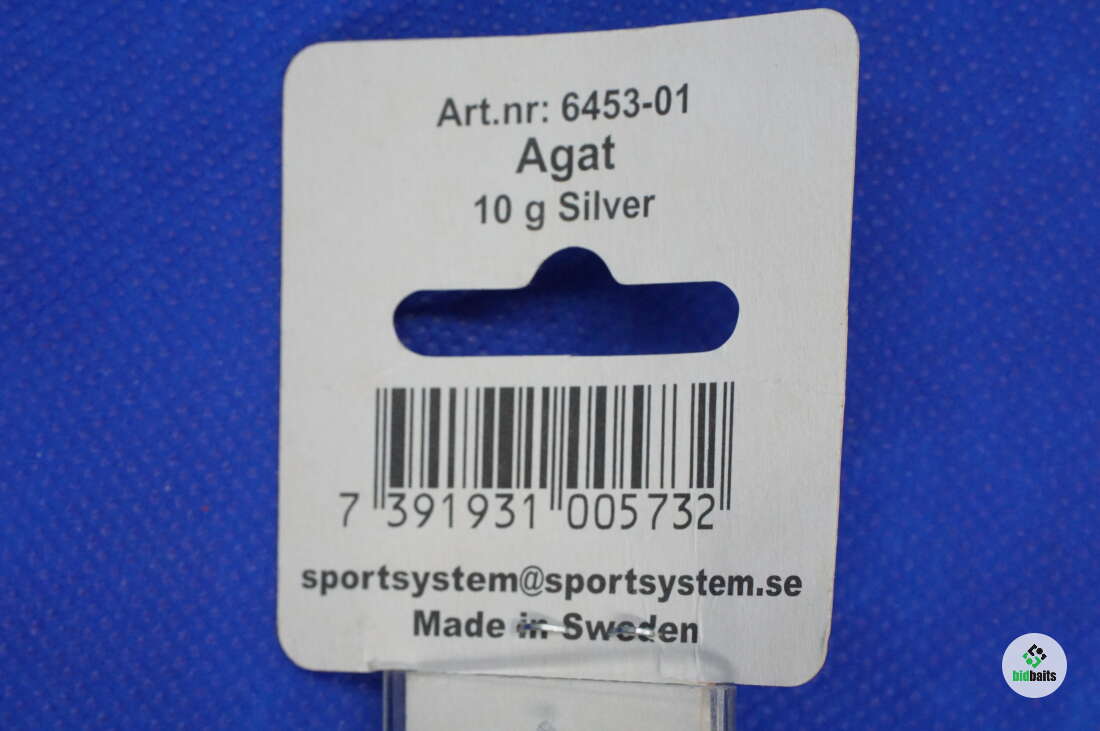 Art.nr: 6453-01
Agat
10 g Silver
7 391931 005732
sportsystem@sportsystem.se
Made in Sweden
bidbaits